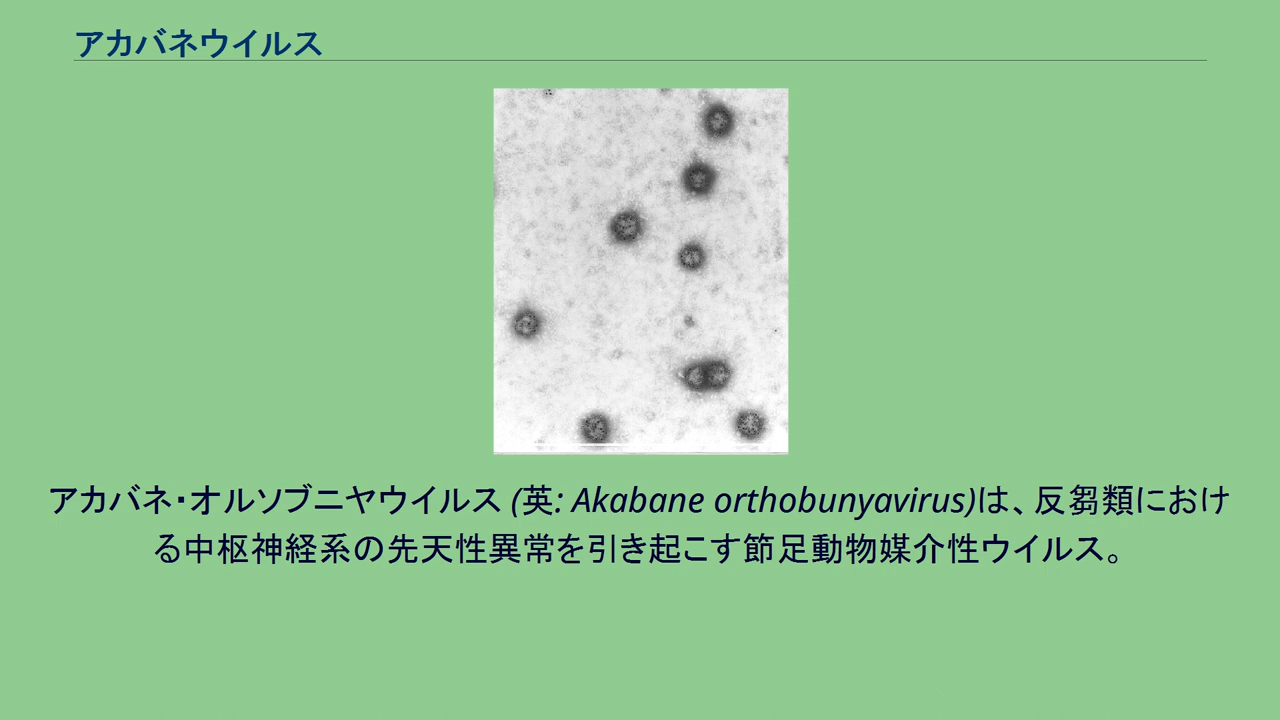 アカバネウイルス
アカバネ・オルソブニヤウイルス (英: Akabane orthobunyavirus)は、反芻類におけ
る中枢神経系の先天性異常を引き起こす節足動物媒介性ウイルス。